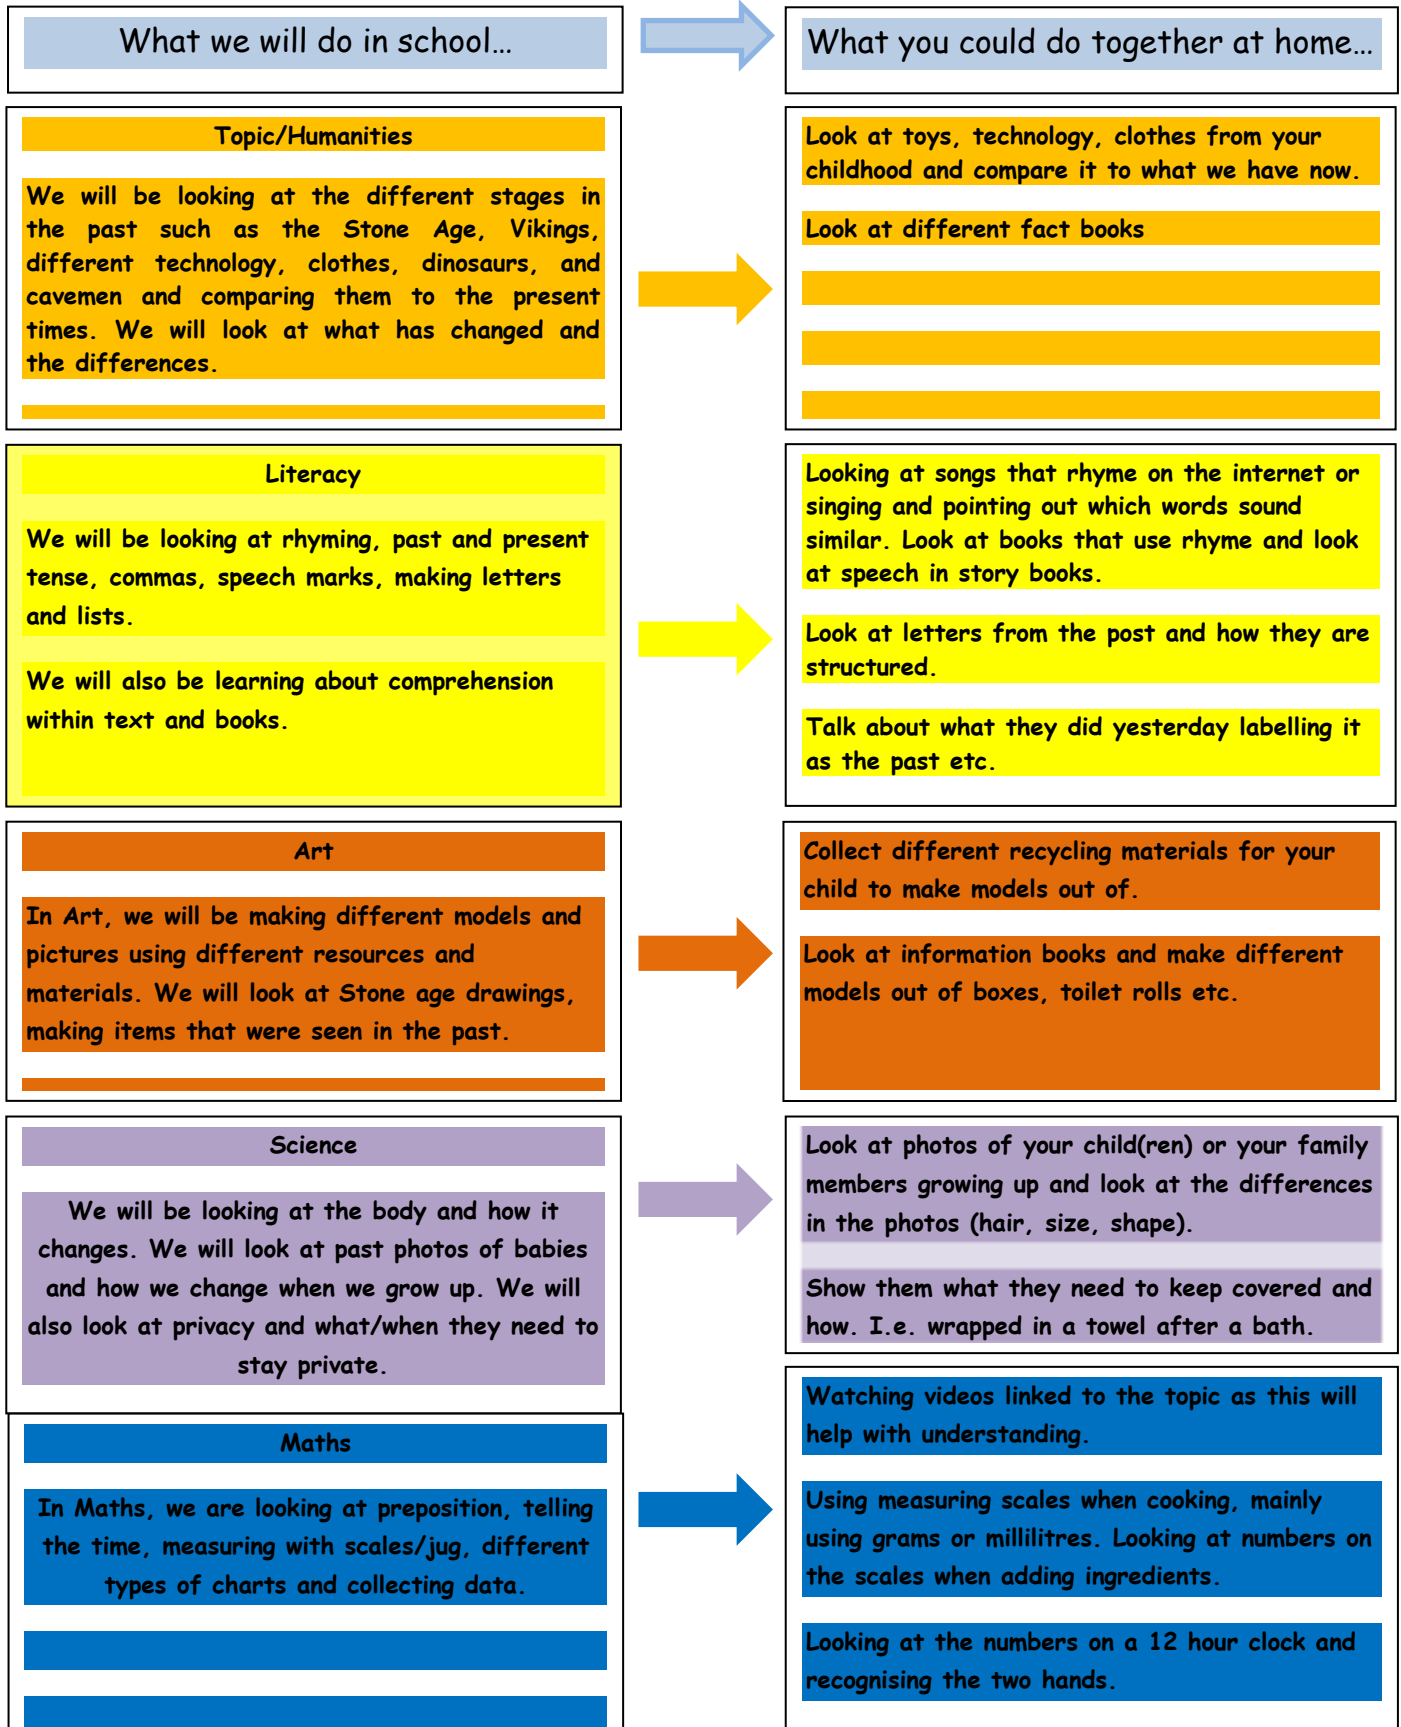 What we will do in school...
What you could do together at home...
Topic/Humanities
We will be looking at the different stages in
the past such as the Stone Age, Vikings,
different technology, clothes, dinosaurs, and
cavemen and comparing them to the present
times. We will look at what has changed and
the differences.
Look at toys, technology, clothes from your
childhood and compare it to what we have now.
Look at different fact books
Literacy
We will be looking at rhyming, past and present
tense, commas, speech marks, making letters
and lists.
We will also be learning about comprehension
within text and books.
Looking at songs that rhyme on the internet or
singing and pointing out which words sound
similar. Look at books that use rhyme and look
at speech in story books.
Look at letters from the post and how they are
structured.
Talk about what they did yesterday labelling it
as the past etc.
Art
In Art, we will be making different models and
pictures using different resources and
materials. We will look at Stone age drawings,
making items that were seen in the past.
Collect different recycling materials for your
child to make models out of.
Look at information books and make different
models out of boxes, toilet rolls etc.
Science
We will be looking at the body and how it
changes. We will look at past photos of babies
and how we change when we grow up. We will
also look at privacy and what/when they need to
stay private.
Look at photos of your child(ren) or your family
members growing up and look at the differences
in the photos (hair, size, shape).
Show them what they need to keep covered and
how. I.e. wrapped in a towel after a bath.
Maths
In Maths, we are looking at preposition, telling
the time, measuring with scales/jug, different
types of charts and collecting data.
Watching videos linked to the topic as this will
help with understanding.
Using measuring scales when cooking, mainly
using grams or millilitres. Looking at numbers on
the scales when adding ingredients.
Looking at the numbers on a 12 hour clock and
recognising the two hands.